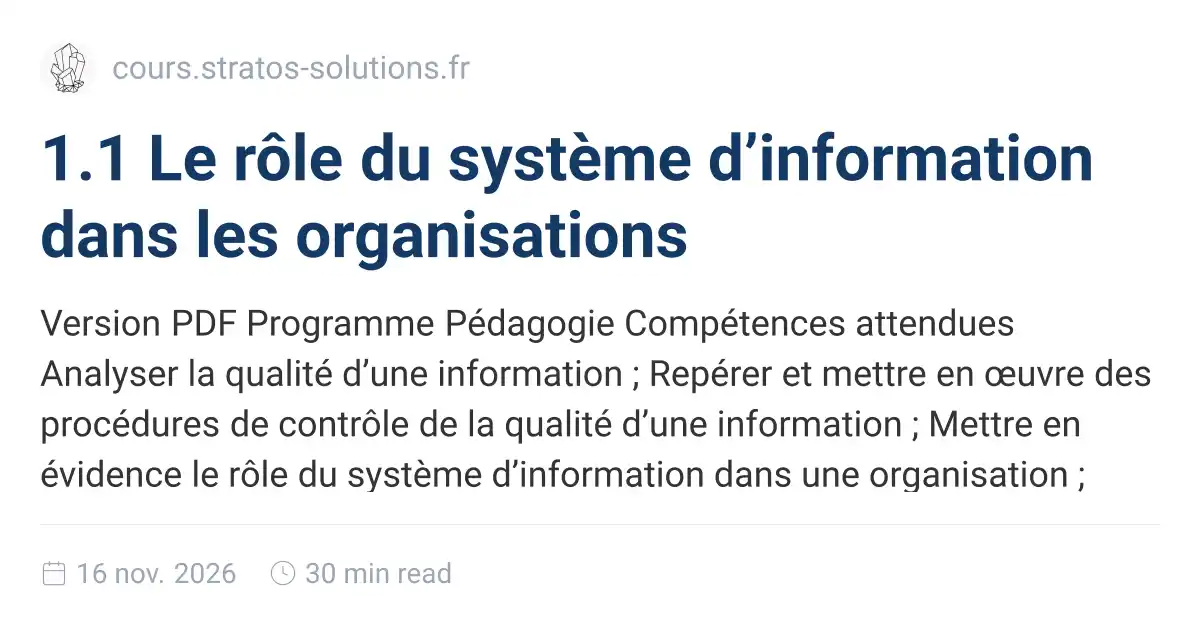 cours.stratos-solutions.fr
1.1 Le rôle du système d’information
dans les organisations
Version PDF Programme Pédagogie Compétences attendues
Analyser la qualité d’une information ; Repérer et mettre en œuvre des
procédures de contrôle de la qualité d’une information ; Mettre en
évidence le rôle du système d’information dans une organisation ;
16 nov. 2026 30 min read